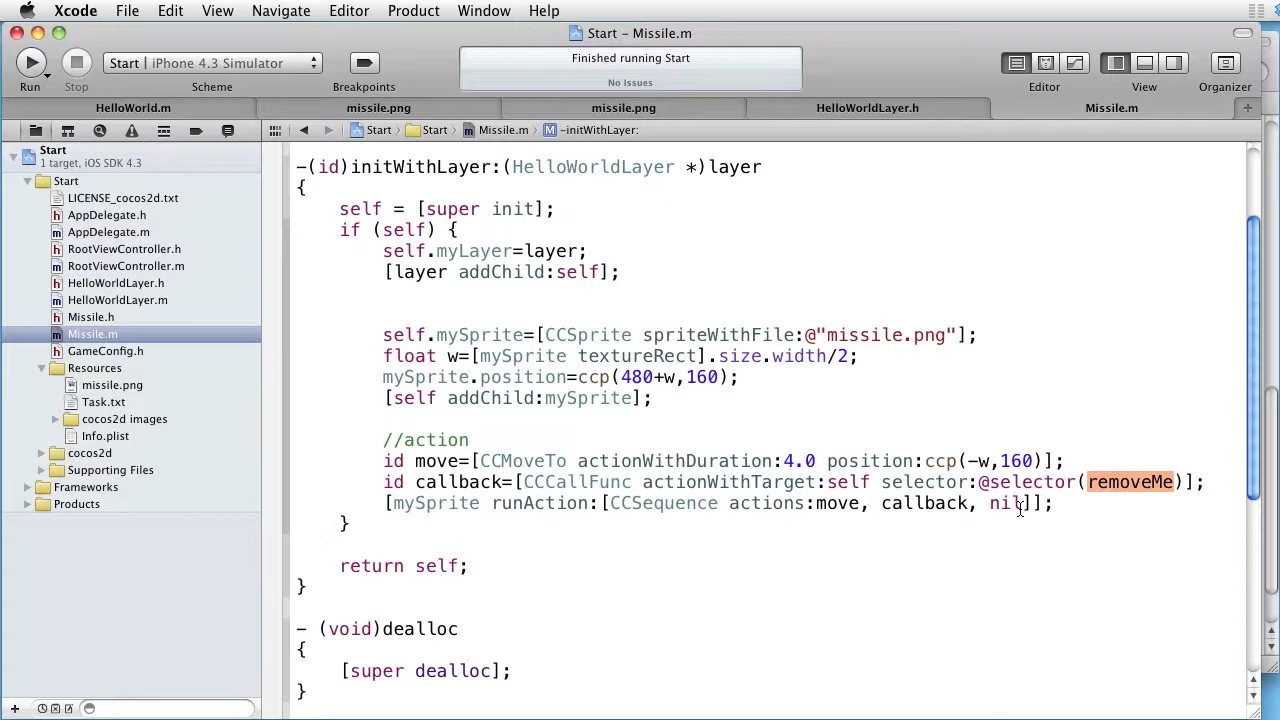 Xcode File Edit View Navigate Editor Product Window Help
Start - Missile.m
Start | iPhone 4.3 Simulator
Finished running Start
No Issues
Run Stop Scheme Breakpoints Editor View Organizer
HelloWorld.m missile.png missile.png HelloWorldLayer.h Missile.m
Start Start Missile.m -initWithLayer:
Start
1 target, iOS SDK 4.3
Start
LICENSE_cocos2d.txt
AppDelegate.h
AppDelegate.m
RootViewController.h
RootViewController.m
HelloWorldLayer.h
HelloWorldLayer.m
Missile.h
Missile.m
GameConfig.h
Resources
missile.png
Task.txt
cocos2d images
Info.plist
cocos2d
Supporting Files
Frameworks
Products
-(id)initWithLayer:(HelloWorldLayer *)layer
{
self = [super init];
if (self) {
self.myLayer=layer;
[layer addChild:self];
self.mySprite=[CCSprite spriteWithFile:@"missile.png"];
float w=[mySprite textureRect].size.width/2;
mySprite.position=ccp(480+w,160);
[self addChild:mySprite];
//action
id move=[CCMoveTo actionWithDuration:4.0 position:ccp(-w,160)];
id callback=[CCCallFunc actionWithTarget:self selector:@selector(removeMe)];
[mySprite runAction:[CCSequence actions:move, callback, nil]];
}
return self;
}
- (void)dealloc
{
[super dealloc];
}